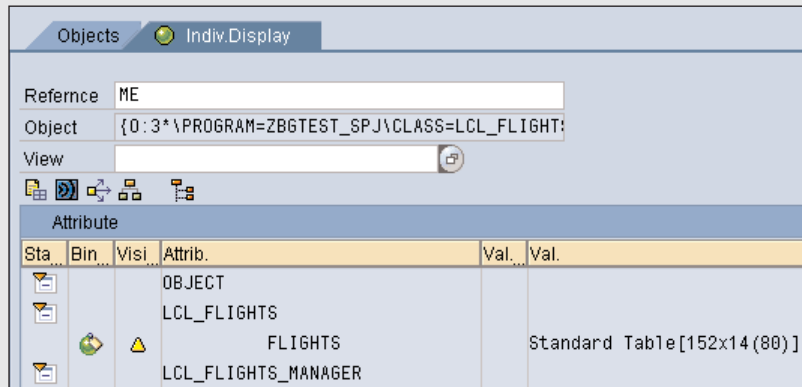 Objects Indiv.Display
Refernce ME
Object {O:3*\PROGRAM=ZBGTEST_SPJ\CLASS=LCL_FLIGHT
View
Attribute
Sta... Bin... Visi... Attrib. Val... Val.
OBJECT
LCL_FLIGHTS
FLIGHTS Standard Table[152x14(80)]
LCL_FLIGHTS_MANAGER